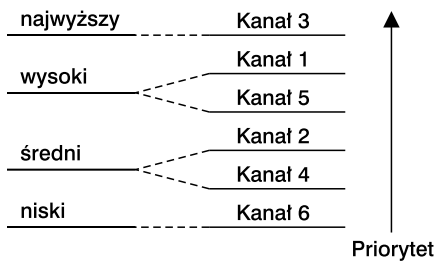 najwyższy
Kanał 3
Kanał 1
wysoki
Kanał 5
Kanał 2
średni
Kanał 4
niski
Kanał 6
Priorytet